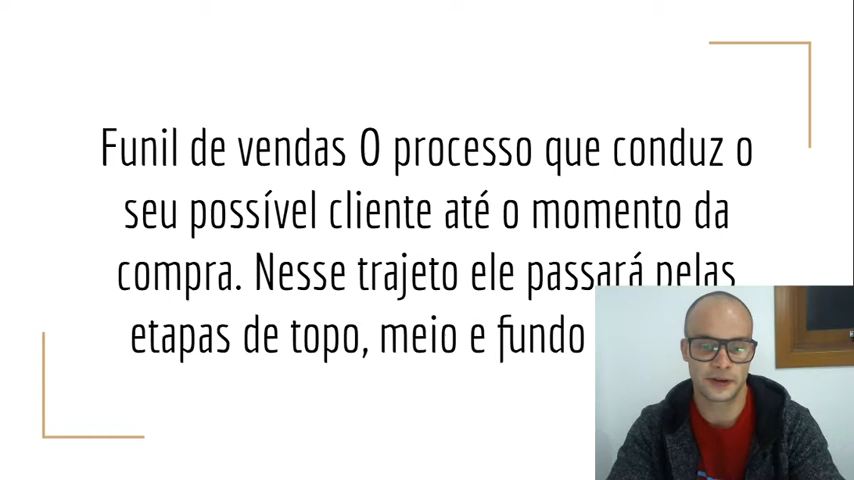 Funil de vendas O processo que conduz o
seu possível cliente até o momento da
compra. Nesse trajeto ele passará pelas
etapas de topo, meio e fundo